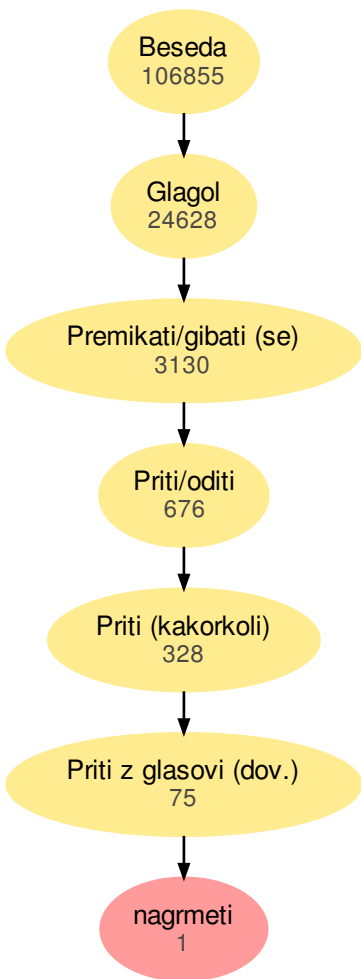 Beseda
106855
Glagol
24628
Premikati/gibati (se)
3130
Priti/oditi
676
Priti (kakorkoli)
328
Priti z glasovi (dov.)
75
nagrmeti
1